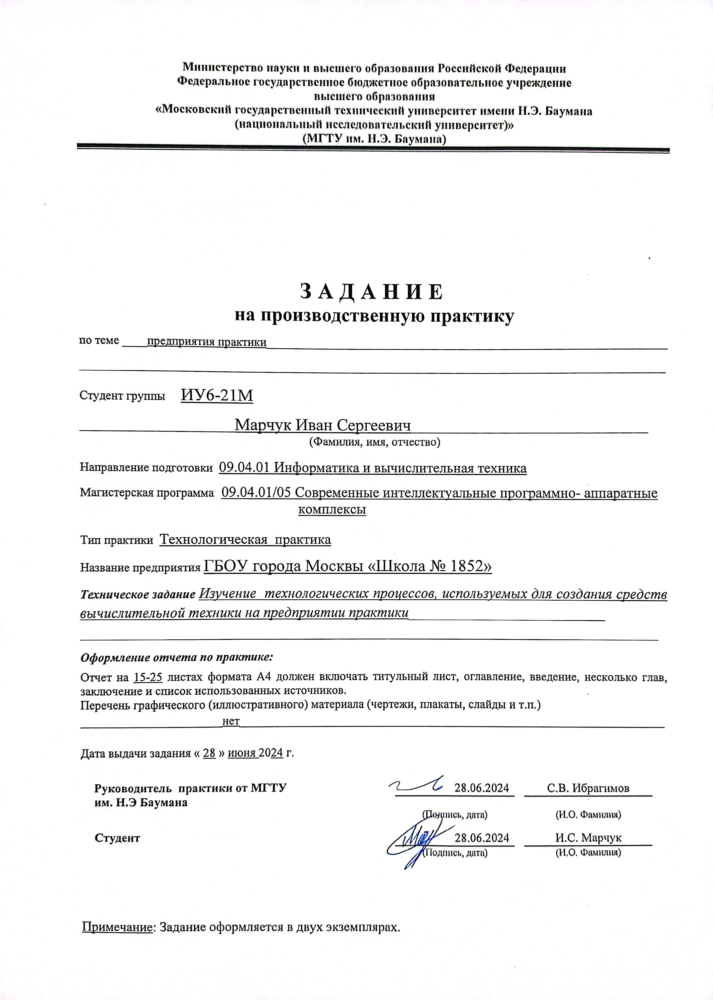 Министерство науки и высшего образования Российской Федерации
Федеральное государственное бюджетное образовательное учреждение
высшего образования
«Московский государственный технический университет имени Н.Э. Баумана
(национальный исследовательский университет)»
(МГТУ им. Н.Э. Баумана)
З А Д А Н И Е
на производственную практику
по теме предприятия практики
Студент группы ИУ6-21М
Марчук Иван Сергеевич
(Фамилия, имя, отчество)
Направление подготовки 09.04.01 Информатика и вычислительная техника
Магистерская программа 09.04.01/05 Современные интеллектуальные программно- аппаратные
комплексы
Тип практики Технологическая практика
Название предприятия ГБОУ города Москвы «Школа № 1852»
Техническое задание Изучение технологических процессов, используемых для создания средств
вычислительной техники на предприятии практики
Оформление отчета по практике:
Отчет на 15-25 листах формата А4 должен включать титульный лист, оглавление, введение, несколько глав,
заключение и список использованных источников.
Перечень графического (иллюстративного) материала (чертежи, плакаты, слайды и т.п.)
нет
Дата выдачи задания « 28 » июня 2024 г.
Руководитель практики от МГТУ 28.06.2024 С.В. Ибрагимов
им. Н.Э Баумана
(Подпись, дата) (И.О. Фамилия)
Студент 28.06.2024 И.С. Марчук
(Подпись, дата) (И.О. Фамилия)
Примечание: Задание оформляется в двух экземплярах.